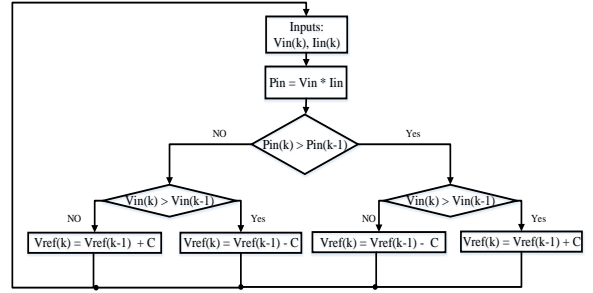 Inputs:
Vin(k), Iin(k)
Pin = Vin * Iin
Pin(k) > Pin(k-1)
NO
Yes
Vin(k) > Vin(k-1)
Vin(k) > Vin(k-1)
NO
Yes
NO
Yes
Vref(k) = Vref(k-1) + C
Vref(k) = Vref(k-1) - C
Vref(k) = Vref(k-1) - C
Vref(k) = Vref(k-1) + C